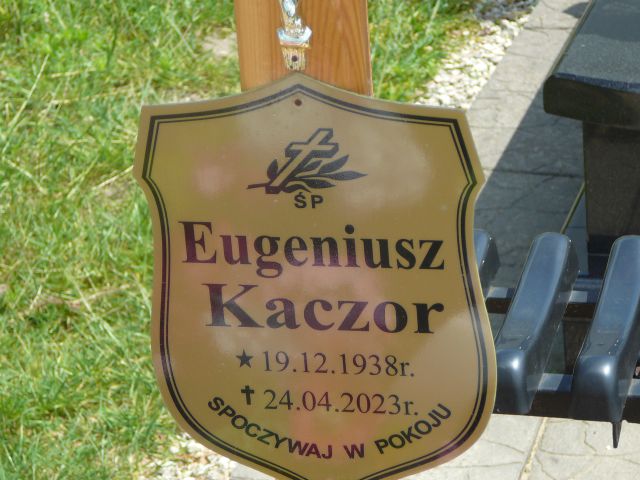 ŚP
Eugeniusz
Kaczor
★ 19.12.1938r.
✝ 24.04.2023r.
SPOCZYWAJ W POKOJU